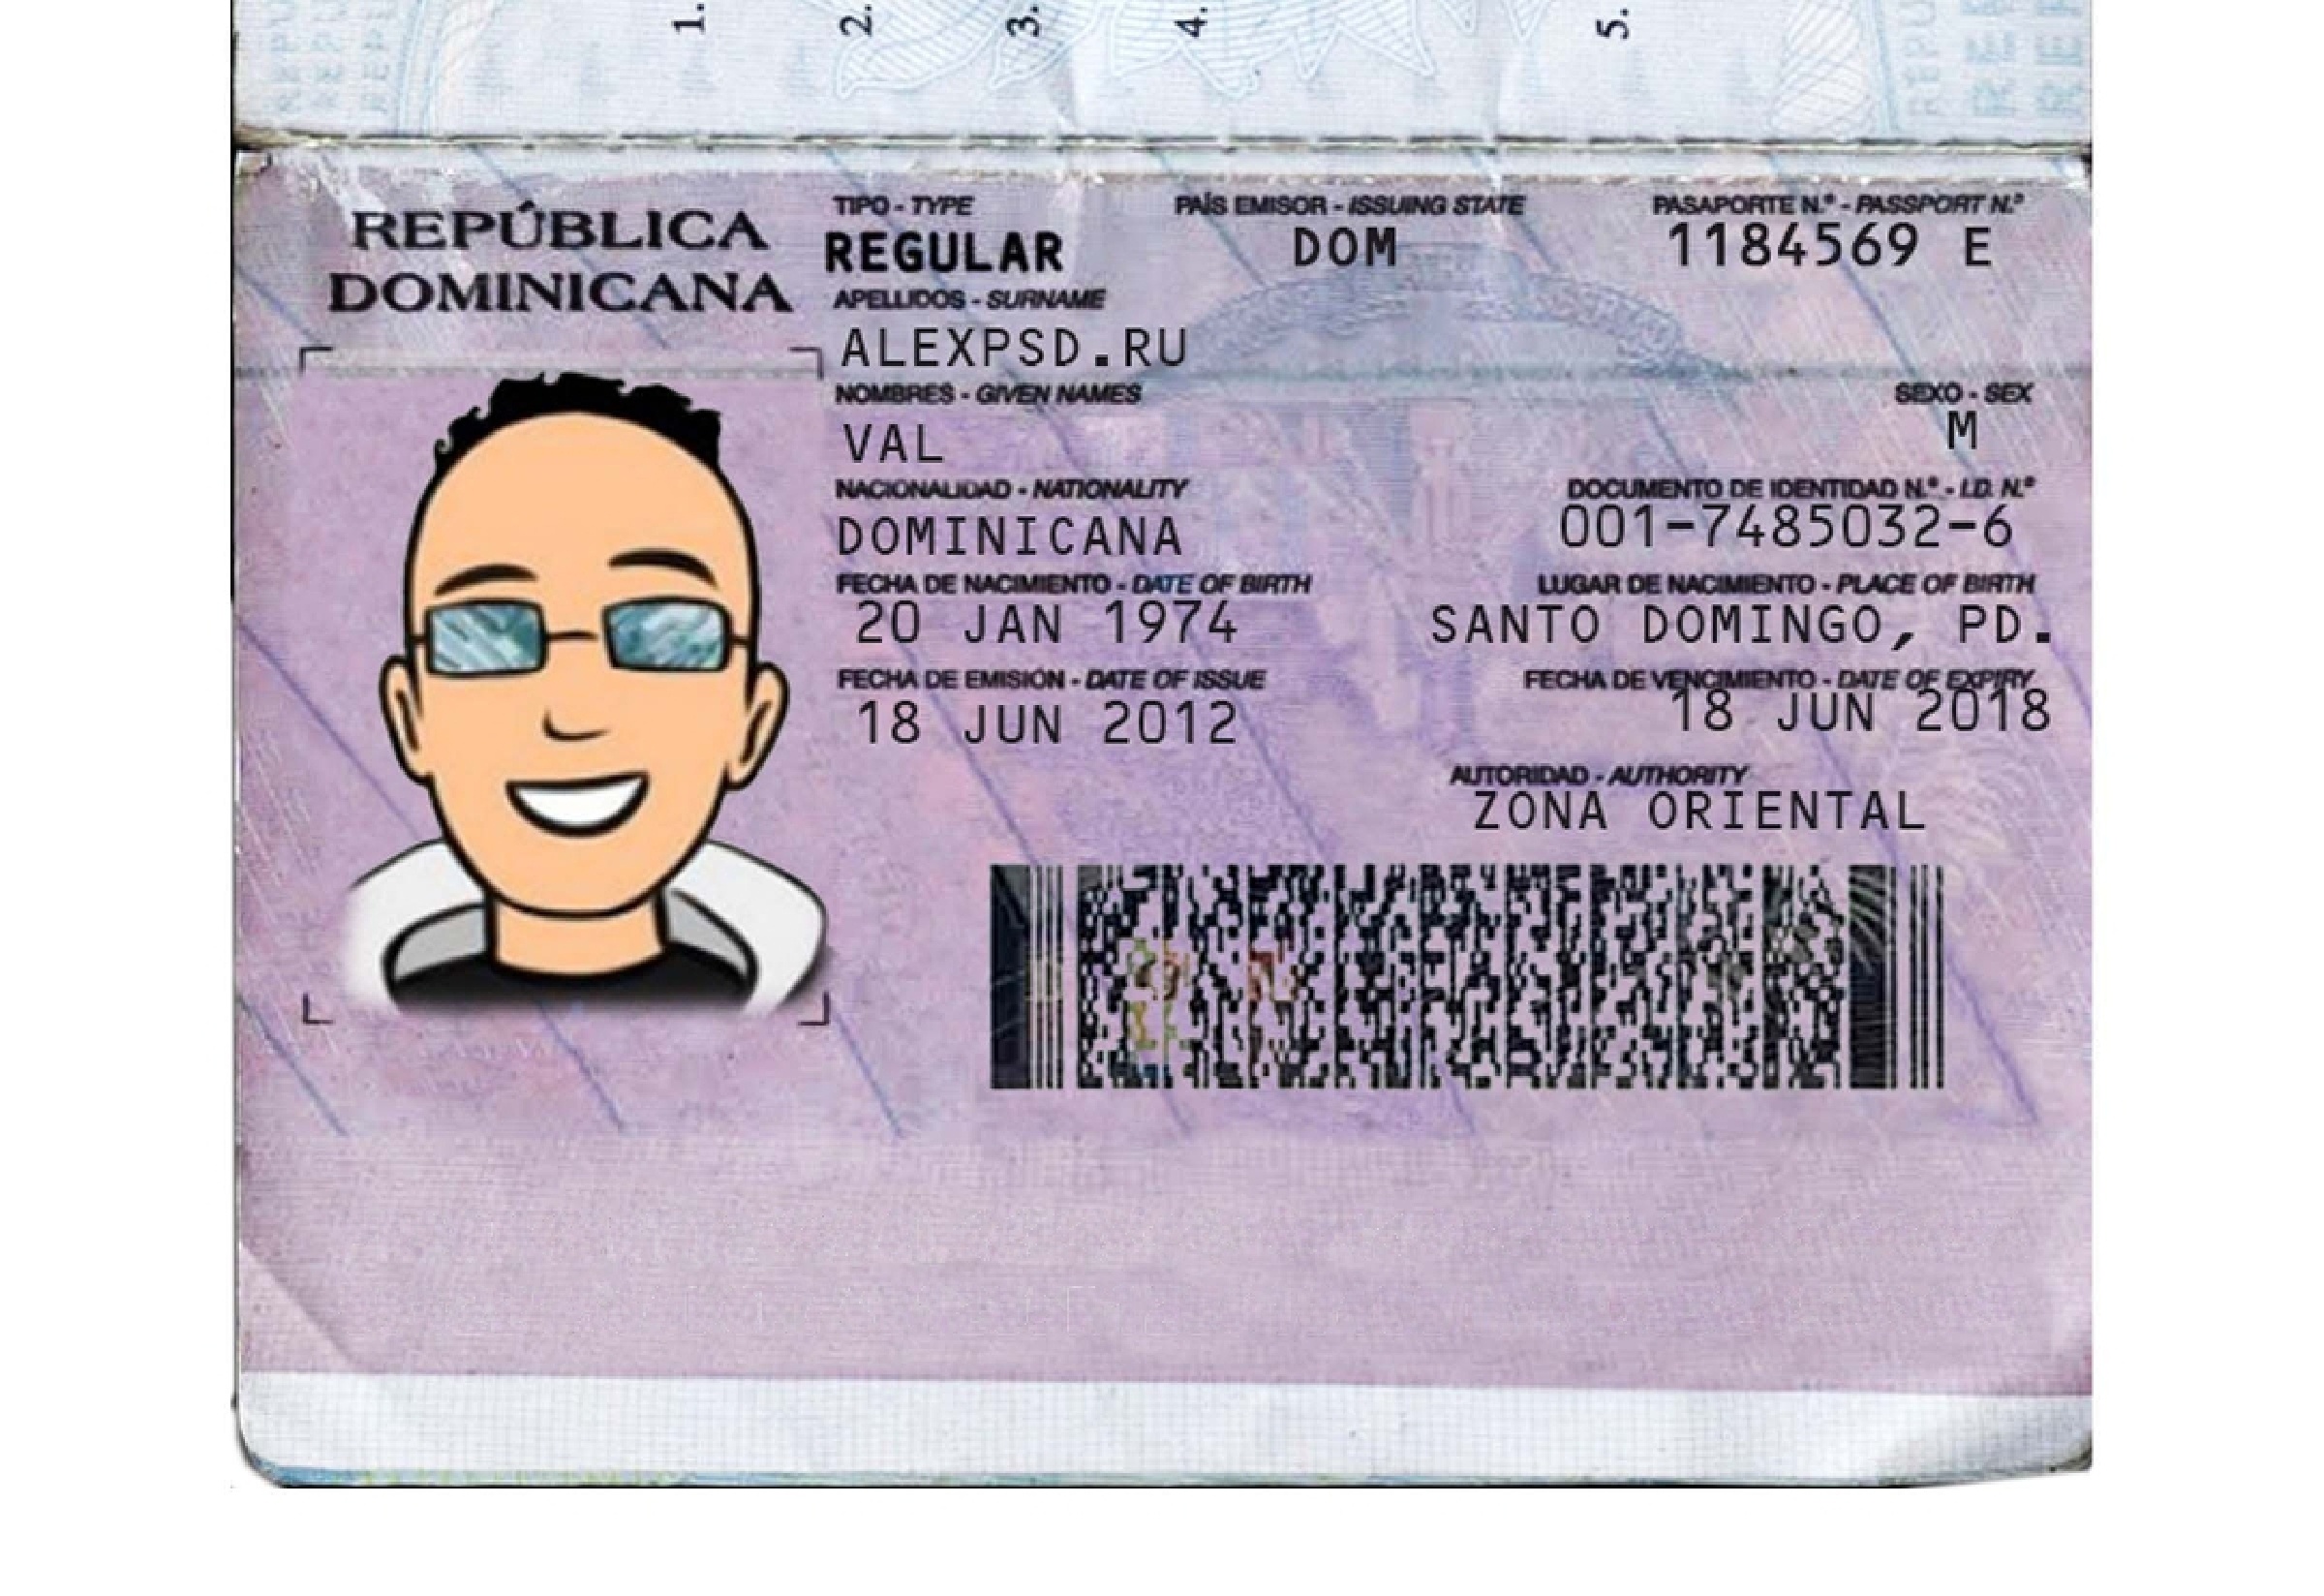 1. 2. 3. 4. 5.
REPÚBLICA
DOMINICANA
TIPO - TYPE
REGULAR
PAÍS EMISOR - ISSUING STATE
DOM
PASAPORTE N.º - PASSPORT N.º
1184569 E
APELLIDOS - SURNAME
ALEXPSD.RU
NOMBRES - GIVEN NAMES
VAL
SEXO - SEX
M
NACIONALIDAD - NATIONALITY
DOMINICANA
DOCUMENTO DE IDENTIDAD N.º - I.D. N.º
001-7485032-6
FECHA DE NACIMIENTO - DATE OF BIRTH
20 JAN 1974
LUGAR DE NACIMIENTO - PLACE OF BIRTH
SANTO DOMINGO, PD.
FECHA DE EMISIÓN - DATE OF ISSUE
18 JUN 2012
FECHA DE VENCIMIENTO - DATE OF EXPIRY
18 JUN 2018
AUTORIDAD - AUTHORITY
ZONA ORIENTAL